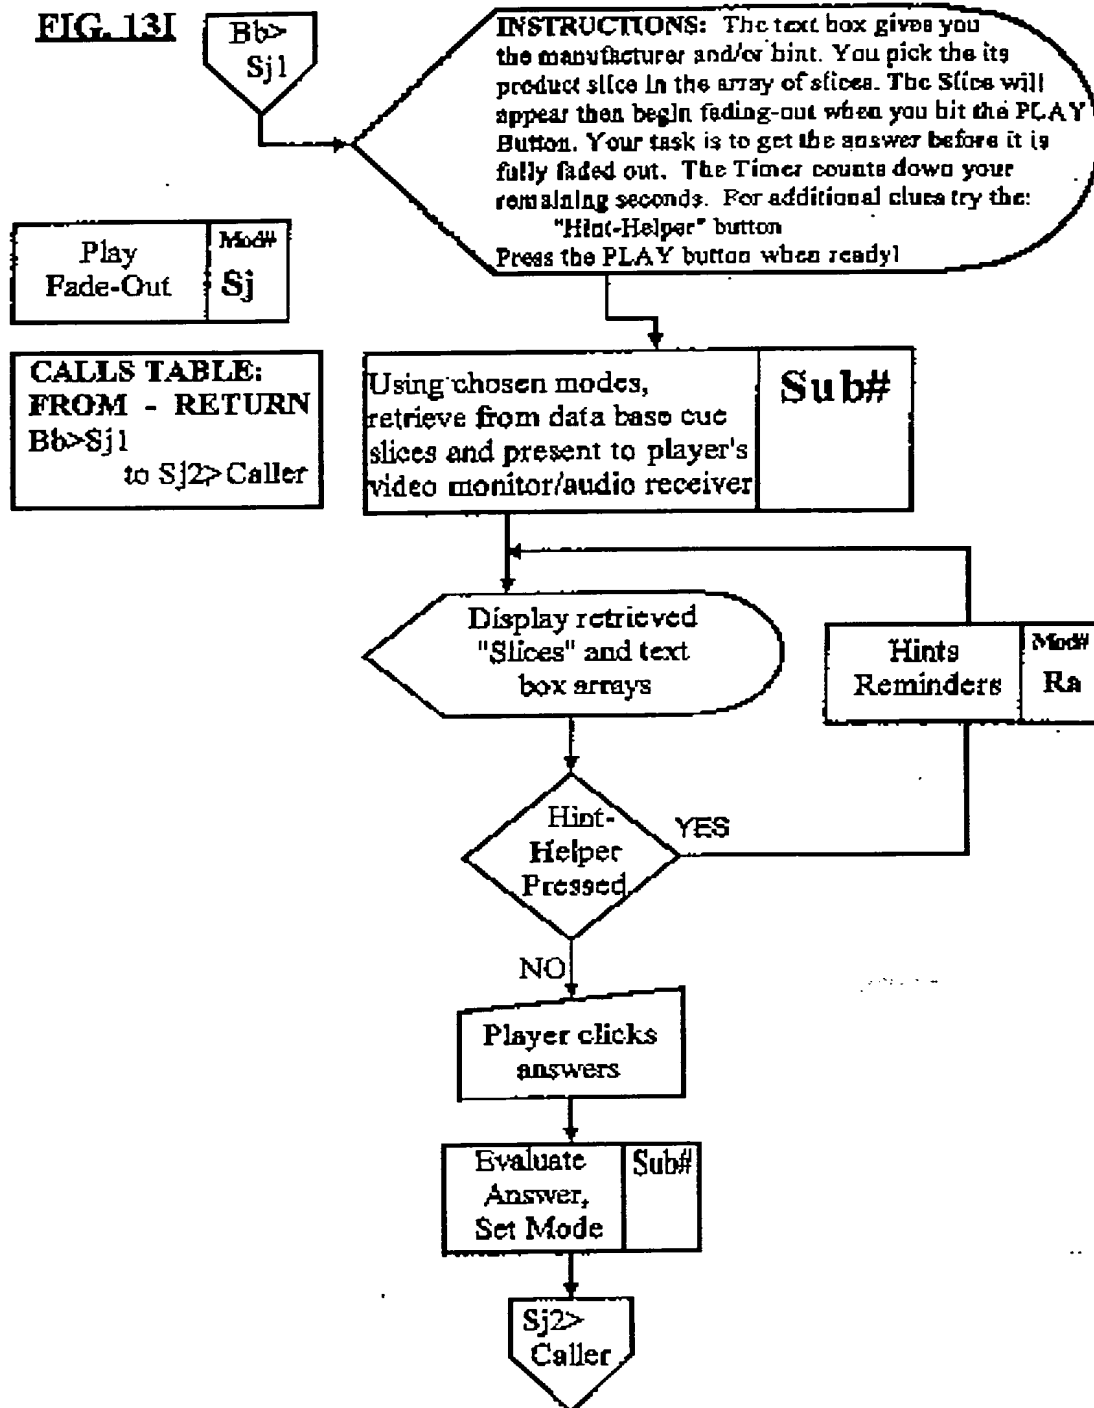 FIG. 13I
Bb>
Sj1
INSTRUCTIONS: The text box gives you
the manufacturer and/or hint. You pick the its
product slice in the array of slices. The Slice will
appear then begin fading-out when you hit the PLAY
Button. Your task is to get the answer before it is
fully faded out. The Timer counts down your
remaining seconds. For additional clues try the:
"Hint-Helper" button
Press the PLAY button when ready!
Play
Fade-Out
Mod#
Sj
CALLS TABLE:
FROM - RETURN
Bb>Sj1
to Sj2>Caller
Using chosen modes,
retrieve from data base cue
slices and present to player's
video monitor/audio receiver
Sub#
Display retrieved
"Slices" and text
box arrays
Hints
Reminders
Mod#
Ra
Hint-
Helper
Pressed
YES
NO
Player clicks
answers
Evaluate
Answer,
Set Mode
Sub#
Sj2>
Caller